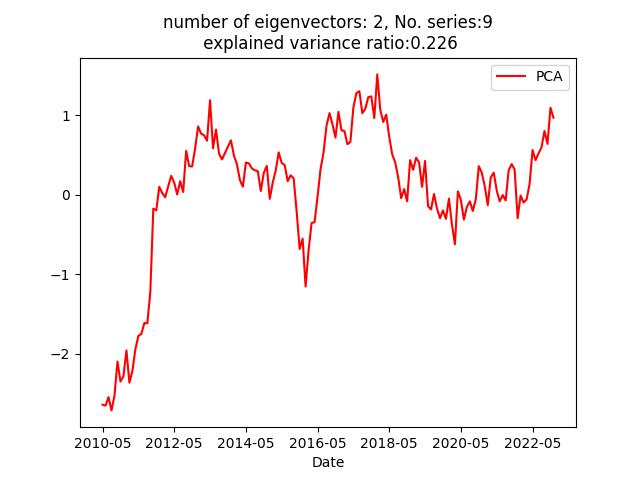 number of eigenvectors: 2, No. series:9
explained variance ratio:0.226
PCA
1
0
−1
−2
2010-05 2012-05 2014-05 2016-05 2018-05 2020-05 2022-05
Date